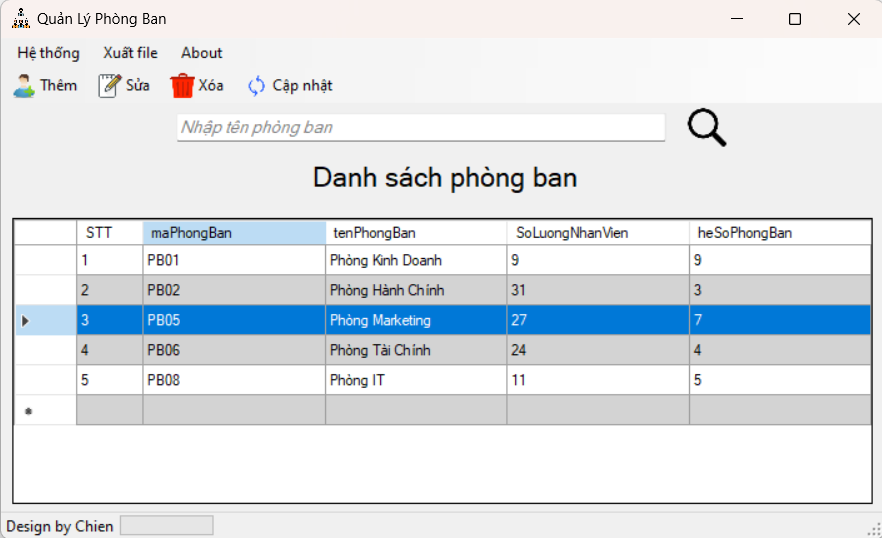 Quản Lý Phòng Ban
Hệ thống Xuất file About
Thêm Sửa Xóa Cập nhật
Nhập tên phòng ban
Danh sách phòng ban
STT maPhongBan tenPhongBan SoLuongNhanVien heSoPhongBan
1 PB01 Phòng Kinh Doanh 9 9
2 PB02 Phòng Hành Chính 31 3
3 PB05 Phòng Marketing 27 7
4 PB06 Phòng Tài Chính 24 4
5 PB08 Phòng IT 11 5
Design by Chien